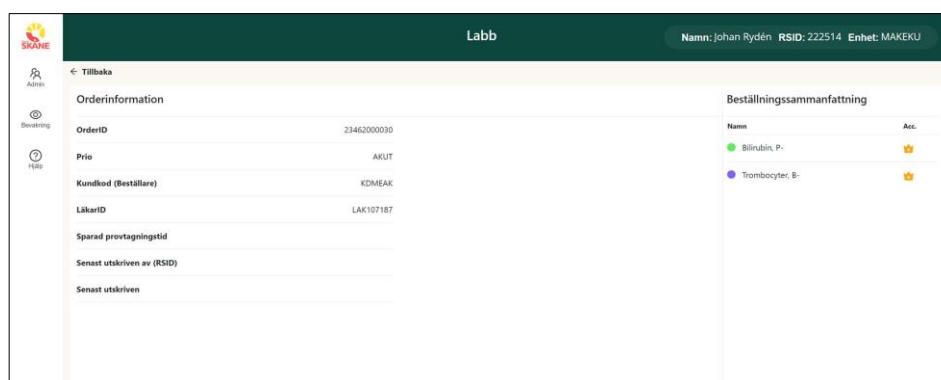 SKÅNE
Labb
Namn: Johan Rydén RSID: 222514 Enhet: MAKEKU
Admin
Bevakning
Hjälp
← Tillbaka
Orderinformation
OrderID 23462000030
Prio AKUT
Kundkod (Beställare) KDMEAK
LäkarID LAK107187
Sparad provtagningstid
Senast utskriven av (RSID)
Senast utskriven
Beställningssammanfattning
Namn Acc.
Bilirubin, P-
Trombocyter, B-